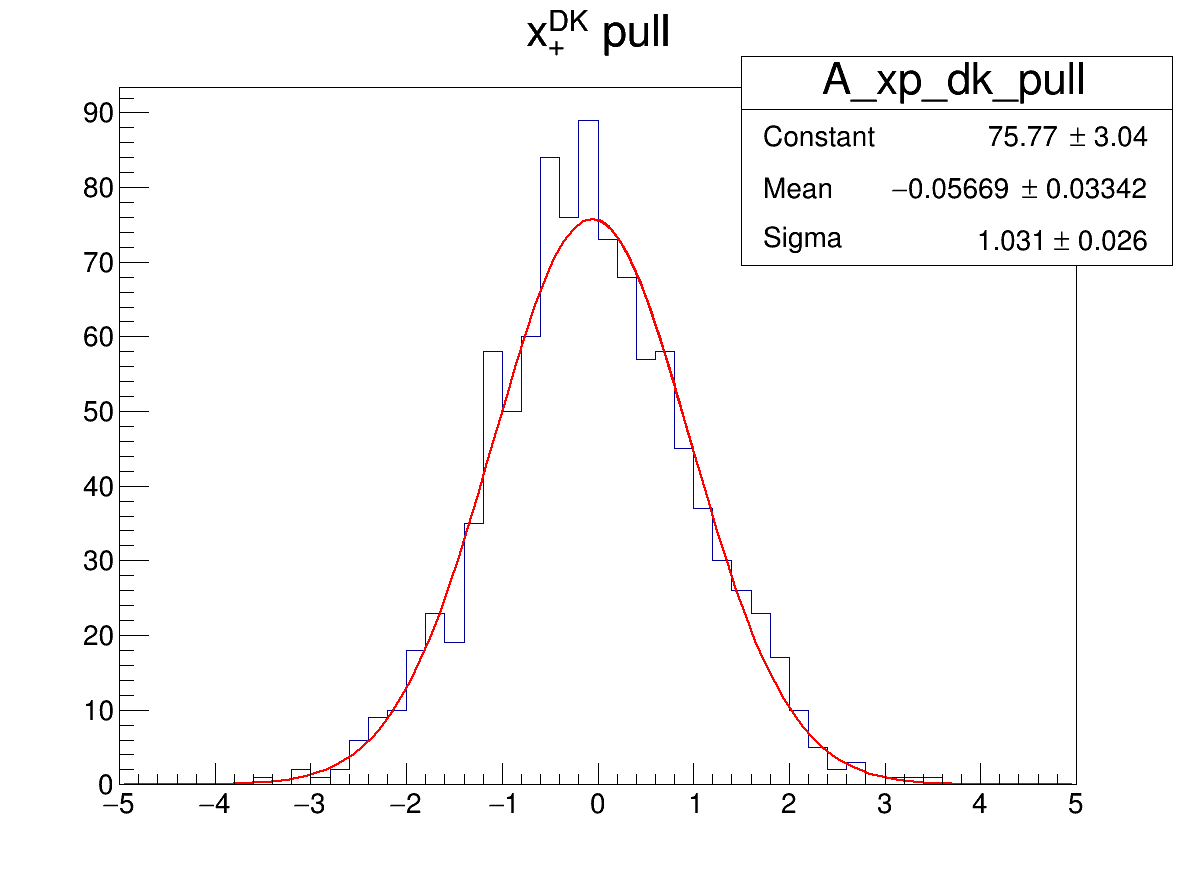 x₊ᴰᴷ pull
A_xp_dk_pull
Constant 75.77 ± 3.04
Mean −0.05669 ± 0.03342
Sigma 1.031 ± 0.026
90
80
70
60
50
40
30
20
10
0
−5 −4 −3 −2 −1 0 1 2 3 4 5